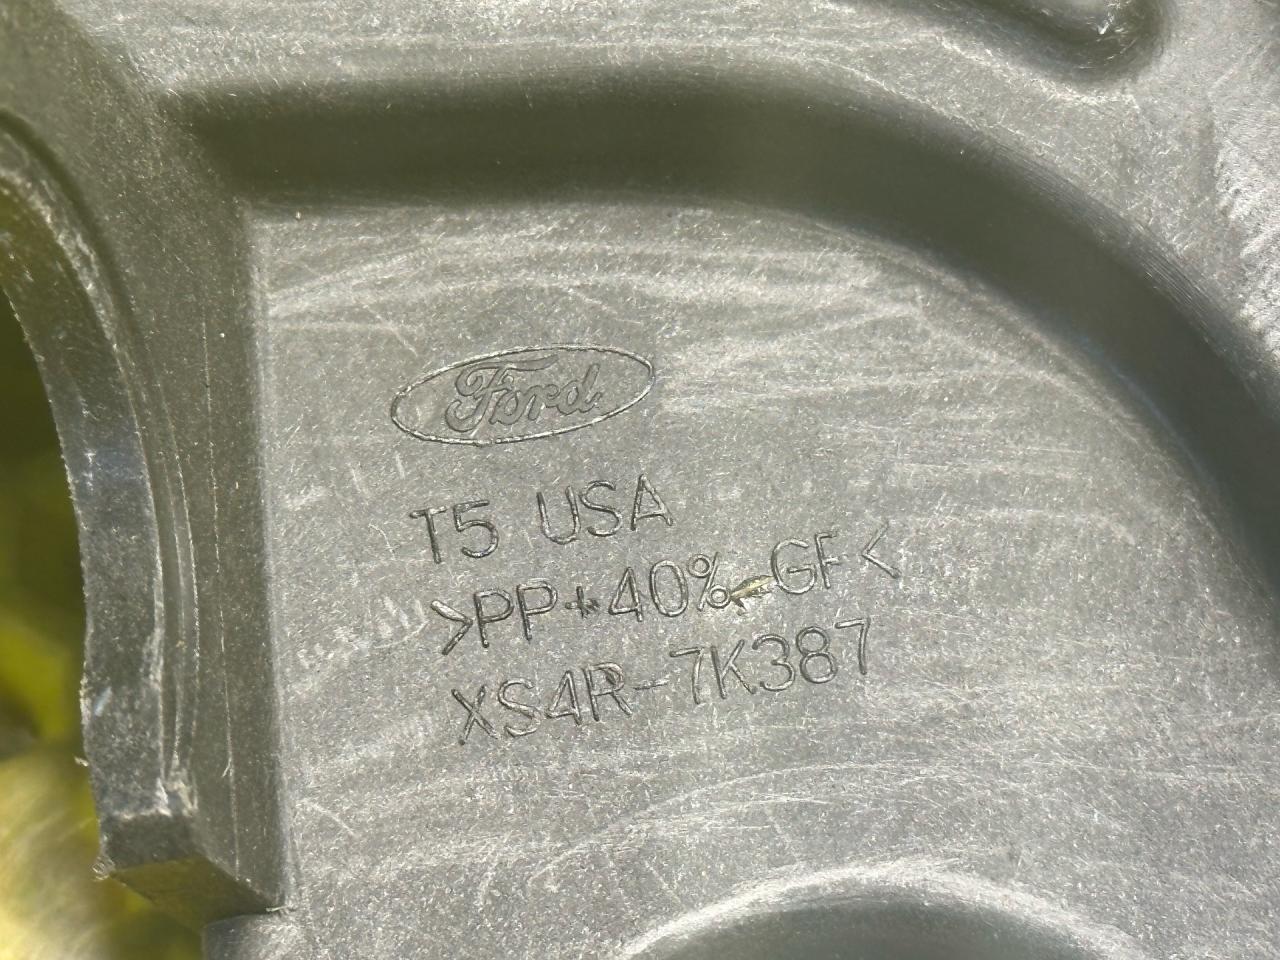 Ford
T5 USA
>PP+40% GF<
XS4R-7K387